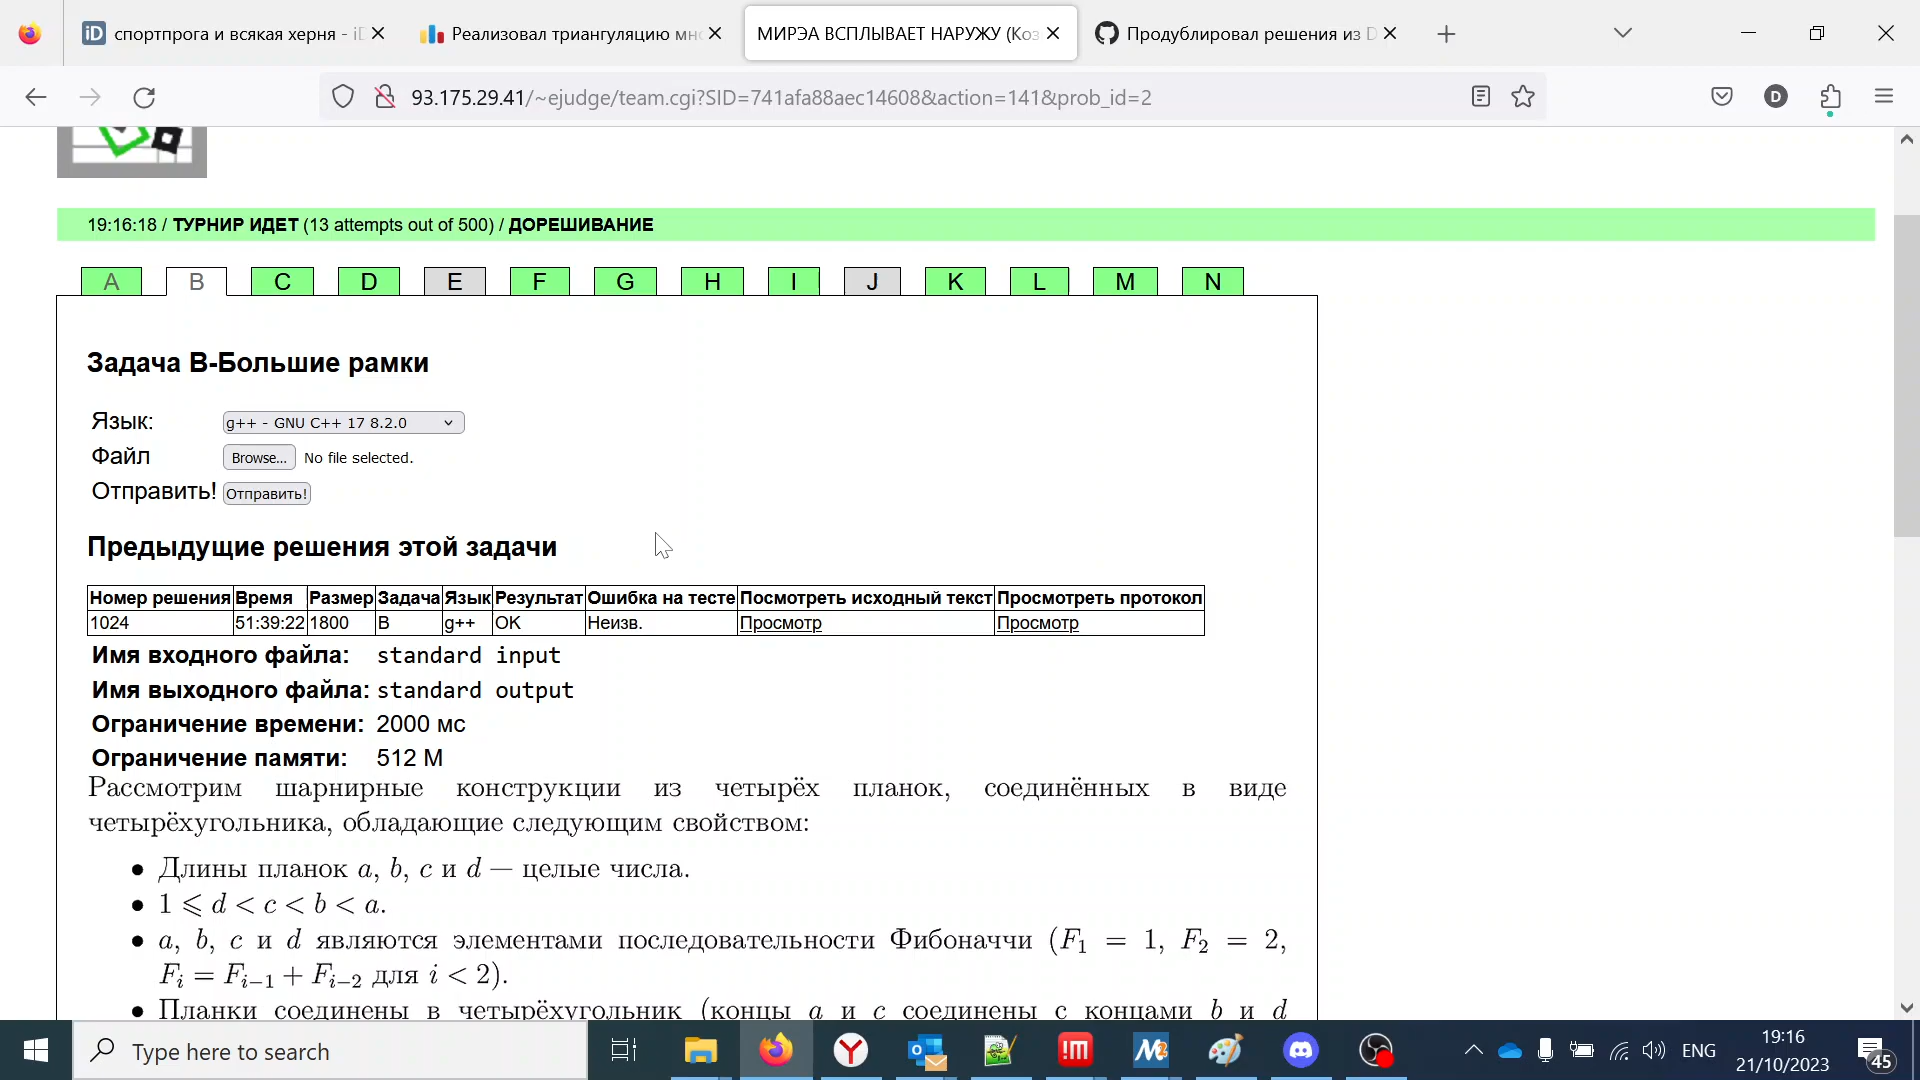 спортпрога и всякая херня - iD
Реализовал триангуляцию мно
МИРЭА ВСПЛЫВАЕТ НАРУЖУ (Коз
Продублировал решения из D
93.175.29.41/~ejudge/team.cgi?SID=741afa88aec14608&action=141&prob_id=2
D
19:16:18 / ТУРНИР ИДЕТ (13 attempts out of 500) / ДОРЕШИВАНИЕ
A B C D E F G H I J K L M N
Задача B-Большие рамки
Язык: g++ - GNU C++ 17 8.2.0
Файл Browse... No file selected.
Отправить! Отправить!
Предыдущие решения этой задачи
Номер решения Время Размер Задача Язык Результат Ошибка на тесте Посмотреть исходный текст Просмотреть протокол
1024 51:39:22 1800 B g++ OK Неизв. Просмотр Просмотр
Имя входного файла: standard input
Имя выходного файла: standard output
Ограничение времени: 2000 мс
Ограничение памяти: 512 M
Рассмотрим шарнирные конструкции из четырёх планок, соединённых в виде
четырёхугольника, обладающие следующим свойством:
• Длины планок a, b, c и d — целые числа.
• 1 ⩽ d < c < b < a.
• a, b, c и d являются элементами последовательности Фибоначчи (F₁ = 1, F₂ = 2,
Fᵢ = Fᵢ₋₁ + Fᵢ₋₂ для i < 2).
• Планки соединены в четырёхугольник (концы a и c соединены с концами b и d
Type here to search
ENG
19:16
21/10/2023
45